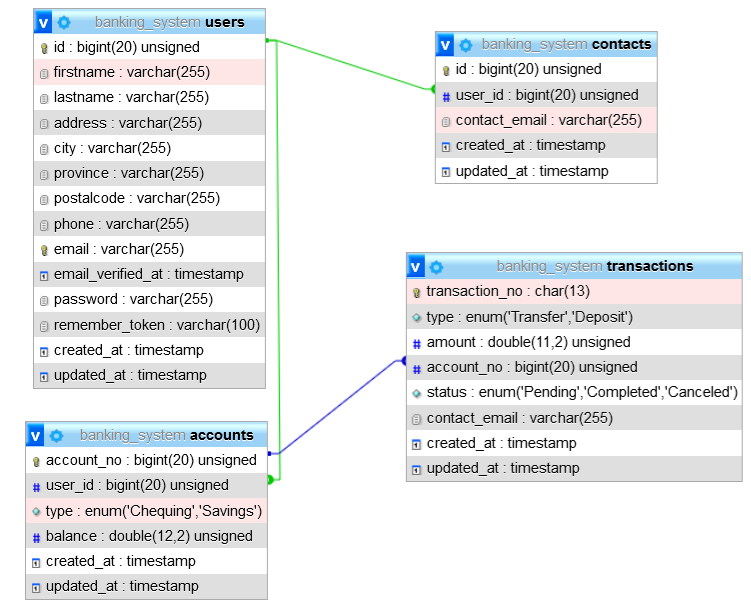 v banking_system users
id : bigint(20) unsigned
firstname : varchar(255)
lastname : varchar(255)
address : varchar(255)
city : varchar(255)
province : varchar(255)
postalcode : varchar(255)
phone : varchar(255)
email : varchar(255)
email_verified_at : timestamp
password : varchar(255)
remember_token : varchar(100)
created_at : timestamp
updated_at : timestamp
v banking_system contacts
id : bigint(20) unsigned
# user_id : bigint(20) unsigned
contact_email : varchar(255)
created_at : timestamp
updated_at : timestamp
v banking_system transactions
transaction_no : char(13)
type : enum('Transfer','Deposit')
# amount : double(11,2) unsigned
# account_no : bigint(20) unsigned
status : enum('Pending','Completed','Canceled')
contact_email : varchar(255)
created_at : timestamp
updated_at : timestamp
v banking_system accounts
account_no : bigint(20) unsigned
# user_id : bigint(20) unsigned
type : enum('Chequing','Savings')
# balance : double(12,2) unsigned
created_at : timestamp
updated_at : timestamp